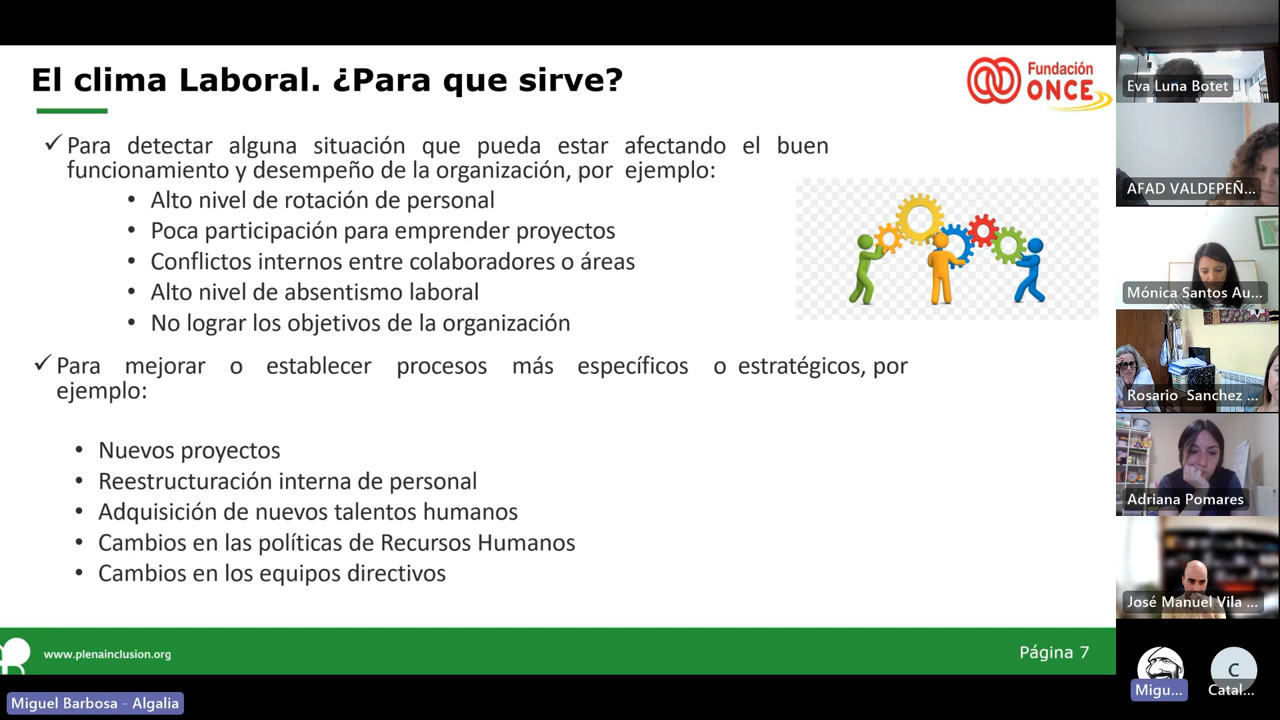 El clima Laboral. ¿Para que sirve?
Fundación
ONCE
✓ Para detectar alguna situación que pueda estar afectando el buen
funcionamiento y desempeño de la organización, por ejemplo:
• Alto nivel de rotación de personal
• Poca participación para emprender proyectos
• Conflictos internos entre colaboradores o áreas
• Alto nivel de absentismo laboral
• No lograr los objetivos de la organización
✓ Para mejorar o establecer procesos más específicos o estratégicos, por
ejemplo:
• Nuevos proyectos
• Reestructuración interna de personal
• Adquisición de nuevos talentos humanos
• Cambios en las políticas de Recursos Humanos
• Cambios en los equipos directivos
www.plenainclusion.org
Página 7
Miguel Barbosa - Algalia
Eva Luna Botet
AFAD VALDEPEÑ...
Mónica Santos Au...
Rosario Sanchez ...
Adriana Pomares
José Manuel Vila ...
Migu...
C
Catal...